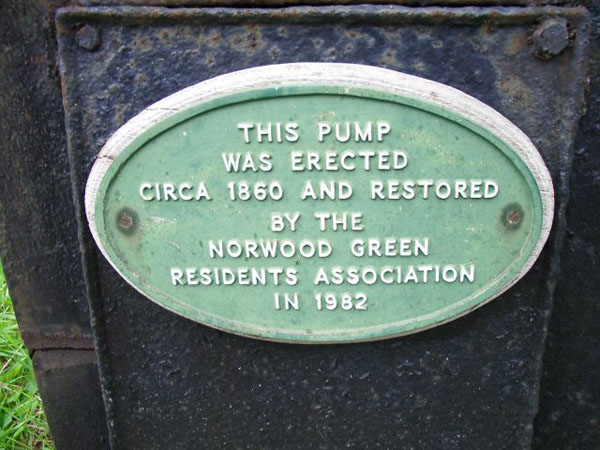 THIS PUMP
WAS ERECTED
CIRCA 1860 AND RESTORED
BY THE
NORWOOD GREEN
RESIDENTS ASSOCIATION
IN 1982